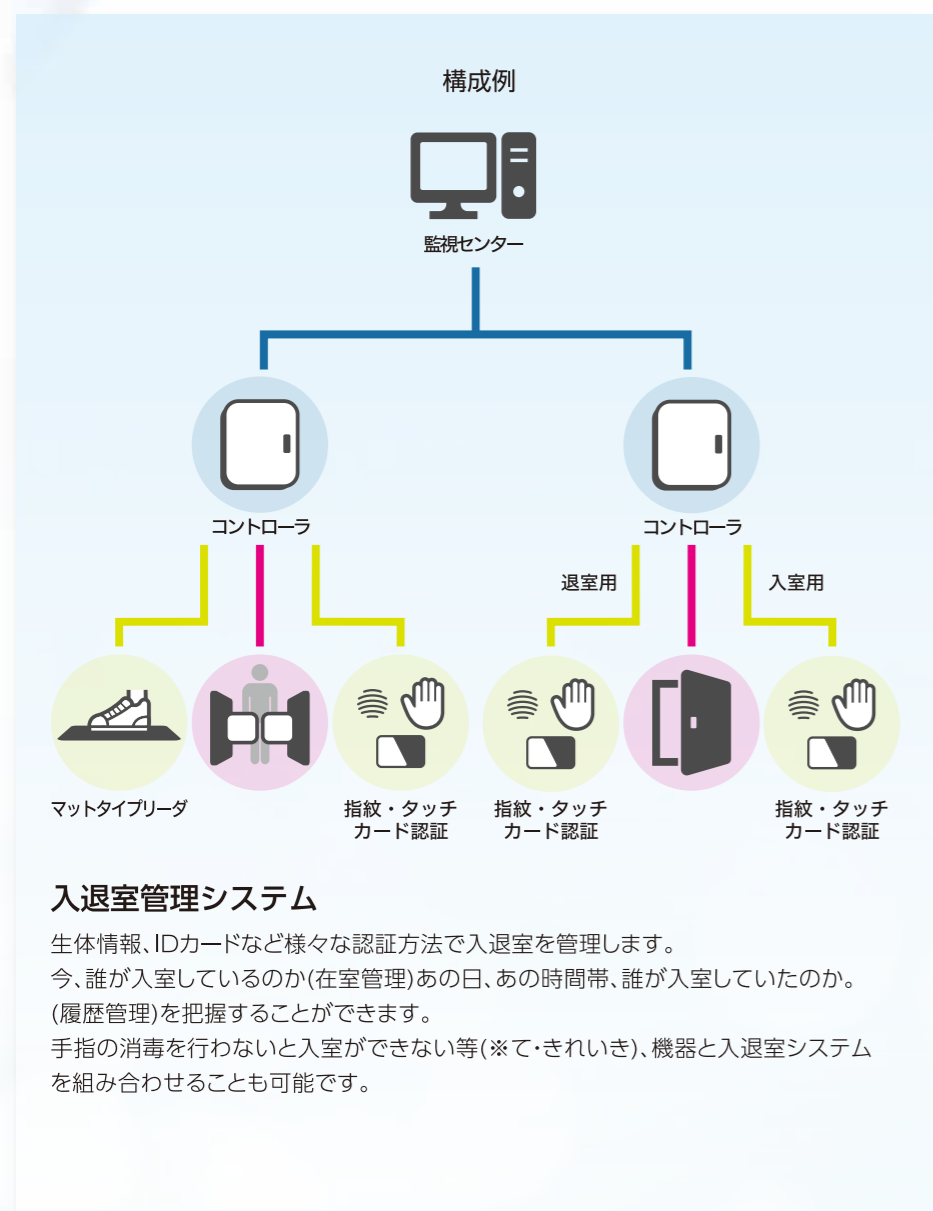 構成例
監視センター
コントローラ
コントローラ
退室用
入室用
マットタイプリーダ
指紋・タッチ
カード認証
指紋・タッチ
カード認証
指紋・タッチ
カード認証
入退室管理システム
生体情報、IDカードなど様々な認証方法で入退室を管理します。
今、誰が入室しているのか(在室管理)あの日、あの時間帯、誰が入室していたのか。
(履歴管理)を把握することができます。
手指の消毒を行わないと入室ができない等(※て・きれいき)、機器と入退室システム
を組み合わせることも可能です。